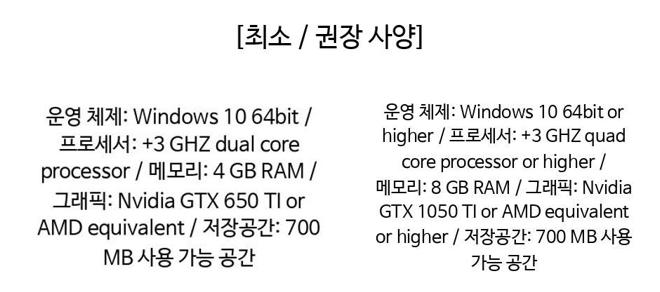 [최소 / 권장 사양]
운영 체제: Windows 10 64bit /
프로세서: +3 GHZ dual core
processor / 메모리: 4 GB RAM /
그래픽: Nvidia GTX 650 TI or
AMD equivalent / 저장공간: 700
MB 사용 가능 공간
운영 체제: Windows 10 64bit or
higher / 프로세서: +3 GHZ quad
core processor or higher /
메모리: 8 GB RAM / 그래픽: Nvidia
GTX 1050 TI or AMD equivalent
or higher / 저장공간: 700 MB 사용
가능 공간